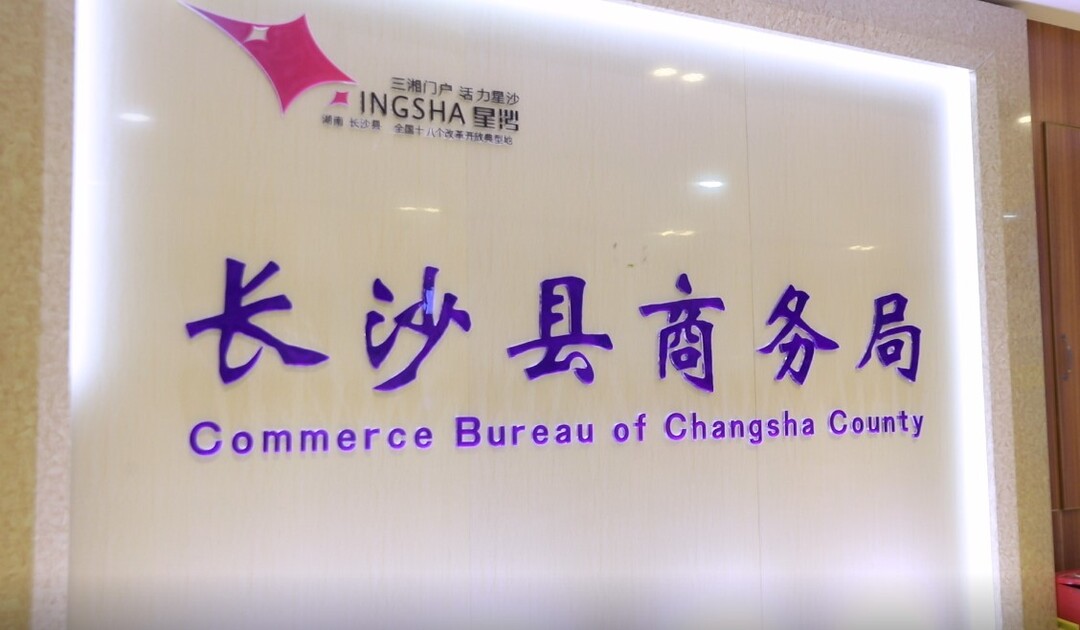 三湘门户 活力星沙
XINGSHA 星沙
湖南 长沙县 全国十八个改革开放典型地
长沙县商务局
Commerce Bureau of Changsha County